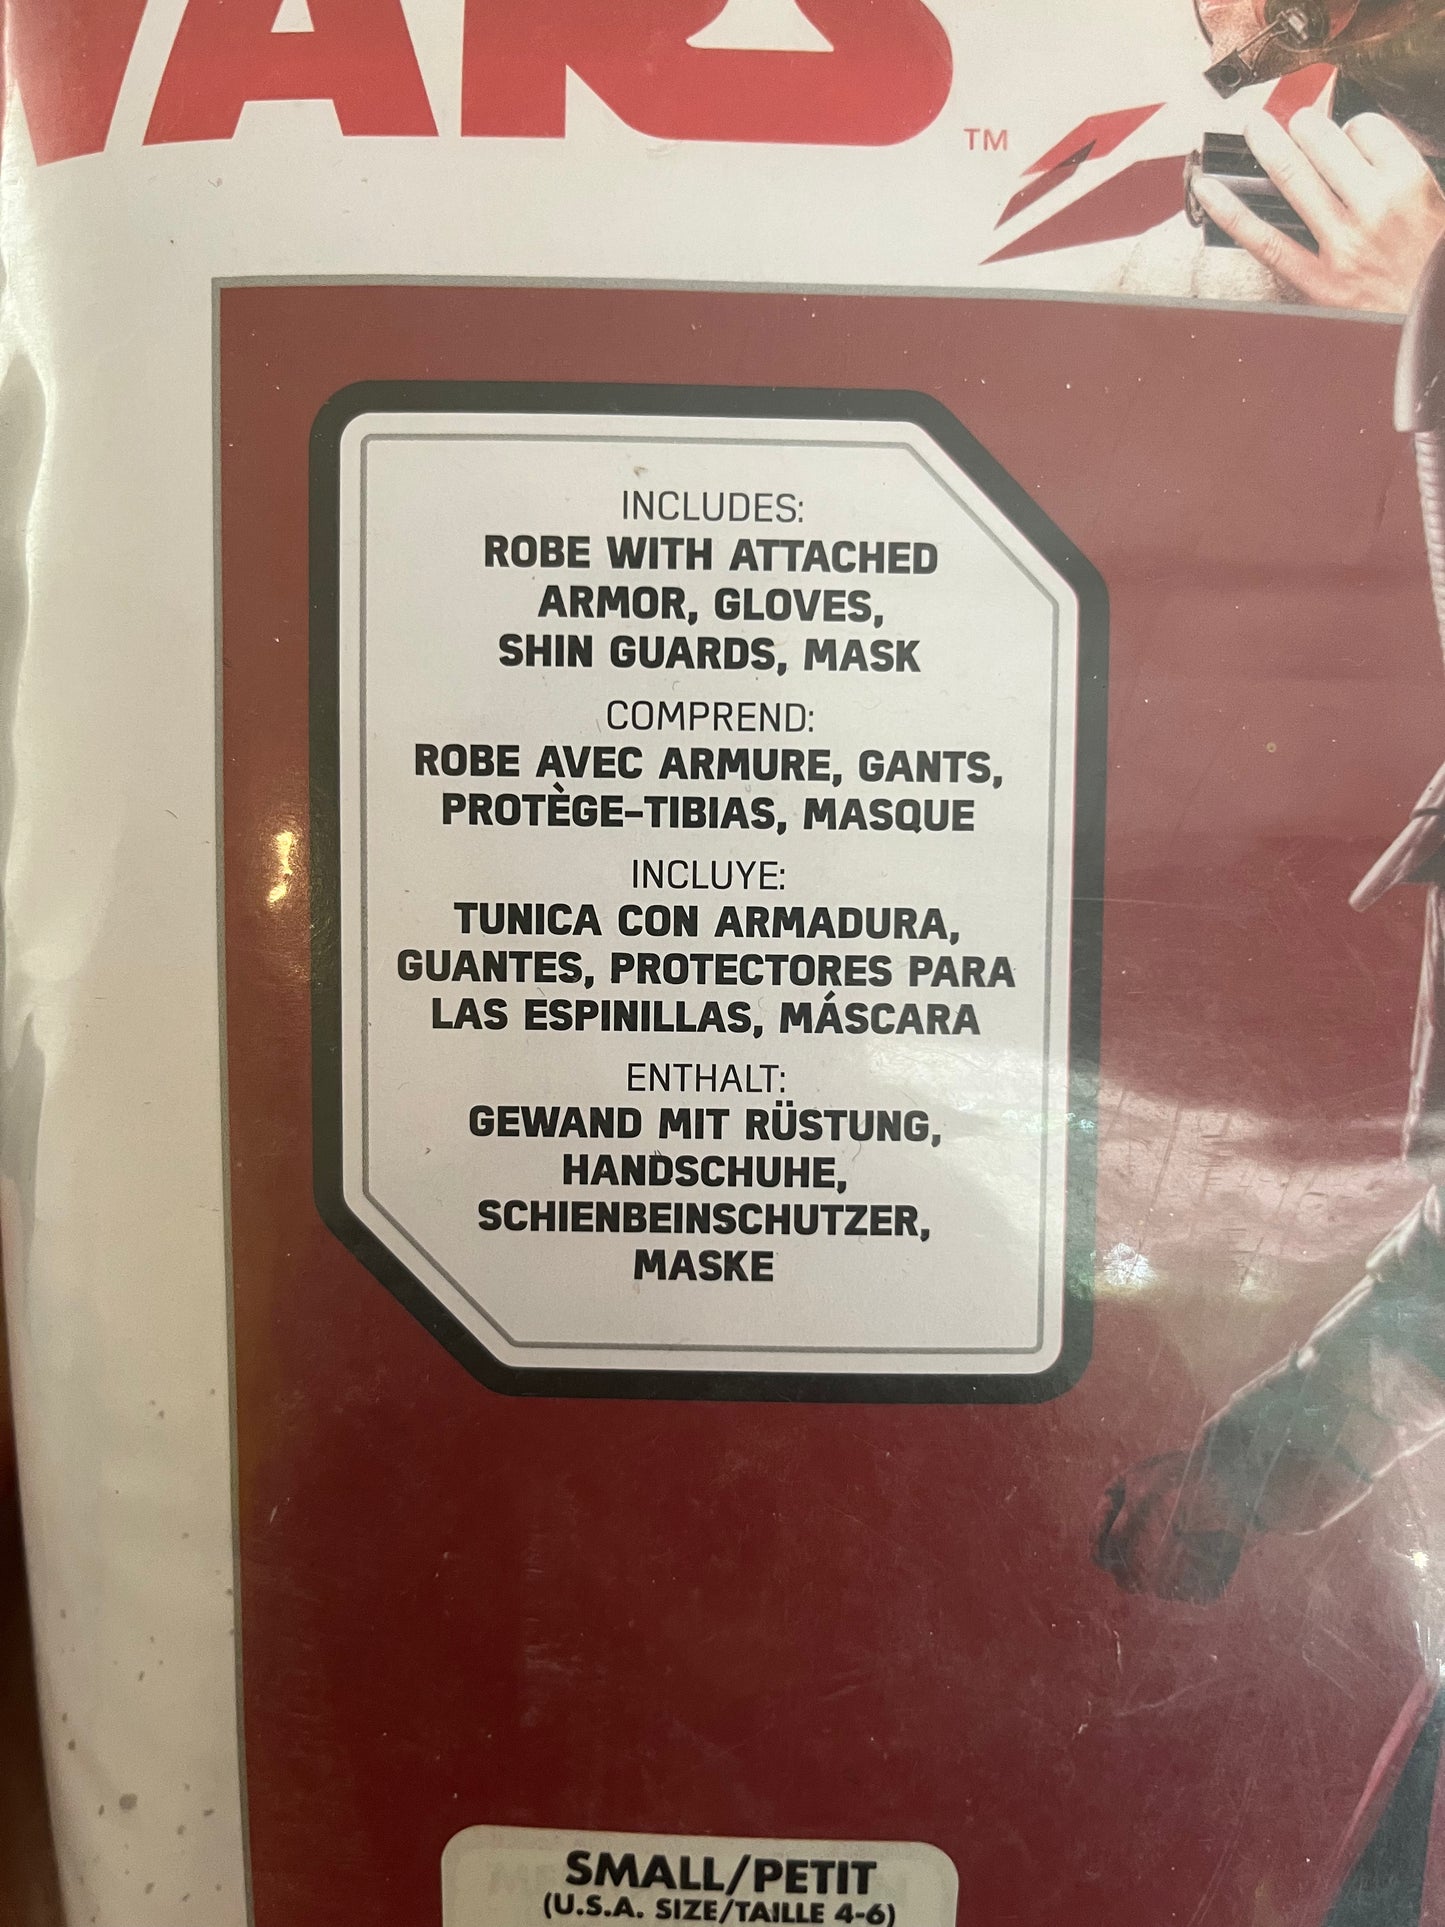 WARS
TM
INCLUDES:
ROBE WITH ATTACHED
ARMOR, GLOVES,
SHIN GUARDS, MASK
COMPREND:
ROBE AVEC ARMURE, GANTS,
PROTÈGE-TIBIAS, MASQUE
INCLUYE:
TUNICA CON ARMADURA,
GUANTES, PROTECTORES PARA
LAS ESPINILLAS, MÁSCARA
ENTHALT:
GEWAND MIT RÜSTUNG,
HANDSCHUHE,
SCHIENBEINSCHUTZER,
MASKE
SMALL/PETIT
(U.S.A. SIZE/TAILLE 4-6)